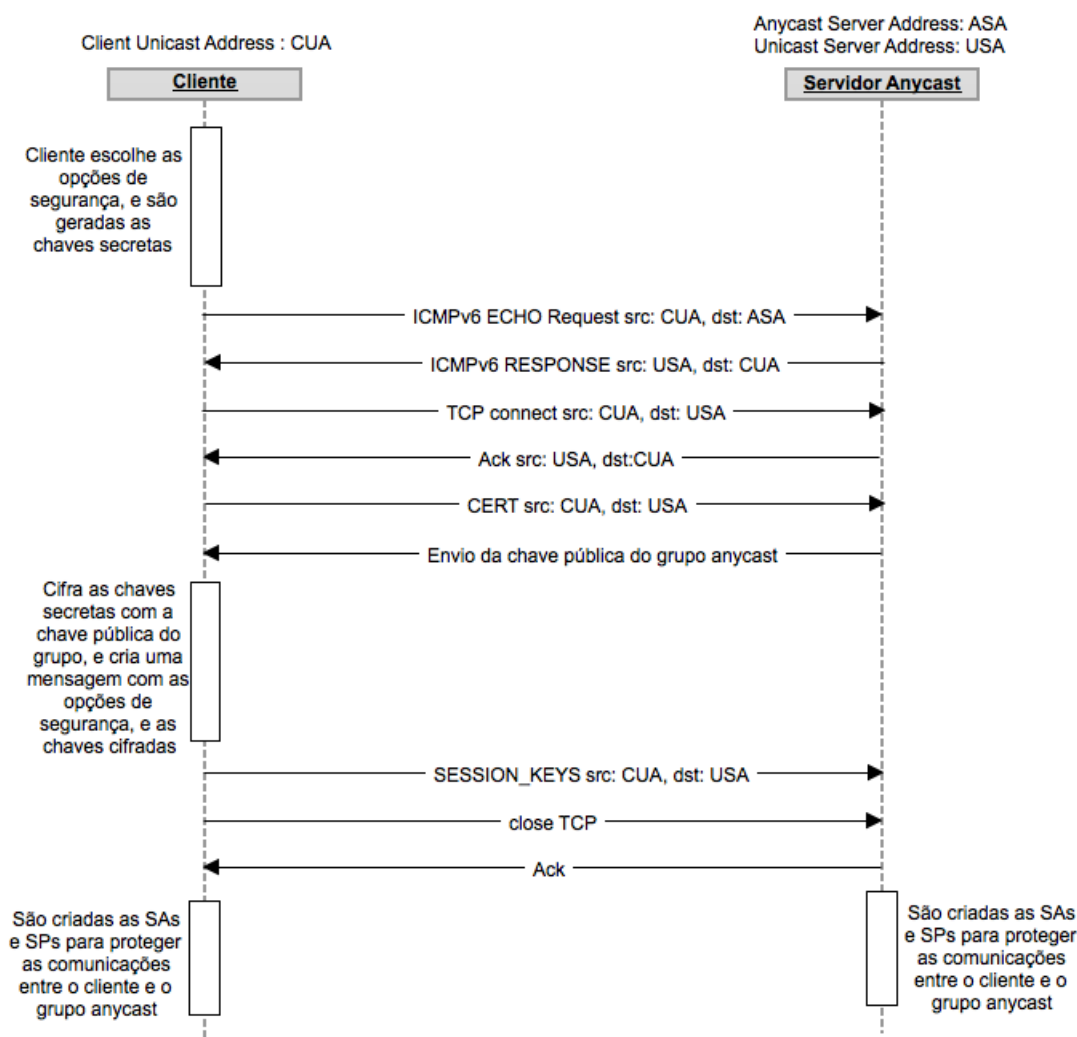 Client Unicast Address : CUA
Anycast Server Address: ASA
Unicast Server Address: USA
Cliente
Servidor Anycast
Cliente escolhe as
opções de
segurança, e são
geradas as
chaves secretas
ICMPv6 ECHO Request src: CUA, dst: ASA
ICMPv6 RESPONSE src: USA, dst: CUA
TCP connect src: CUA, dst: USA
Ack src: USA, dst:CUA
CERT src: CUA, dst: USA
Envio da chave pública do grupo anycast
Cifra as chaves
secretas com a
chave pública do
grupo, e cria uma
mensagem com as
opções de
segurança, e as
chaves cifradas
SESSION_KEYS src: CUA, dst: USA
close TCP
Ack
São criadas as SAs
e SPs para proteger
as comunicações
entre o cliente e o
grupo anycast
São criadas as SAs
e SPs para proteger
as comunicações
entre o cliente e o
grupo anycast